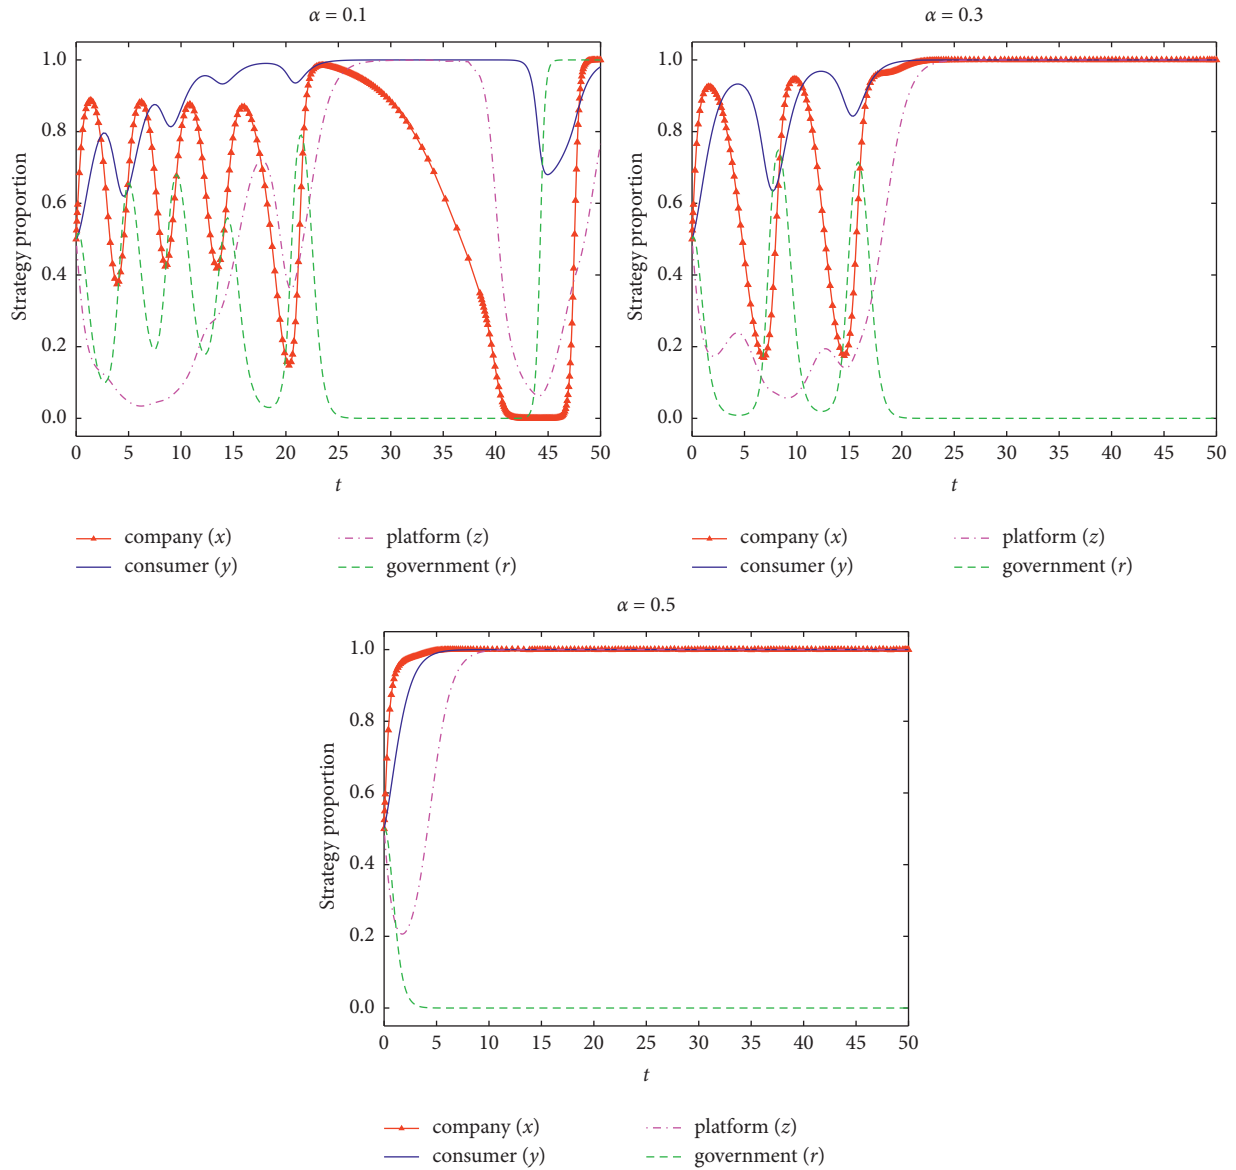 α = 0.1
1.0
0.8
0.6
0.4
0.2
0.0
Strategy proportion
0 5 10 15 20 25 30 35 40 45 50
t
company (x)
consumer (y)
platform (z)
government (r)
α = 0.3
1.0
0.8
0.6
0.4
0.2
0.0
Strategy proportion
0 5 10 15 20 25 30 35 40 45 50
t
company (x)
consumer (y)
platform (z)
government (r)
α = 0.5
1.0
0.8
0.6
0.4
0.2
0.0
Strategy proportion
0 5 10 15 20 25 30 35 40 45 50
t
company (x)
consumer (y)
platform (z)
government (r)